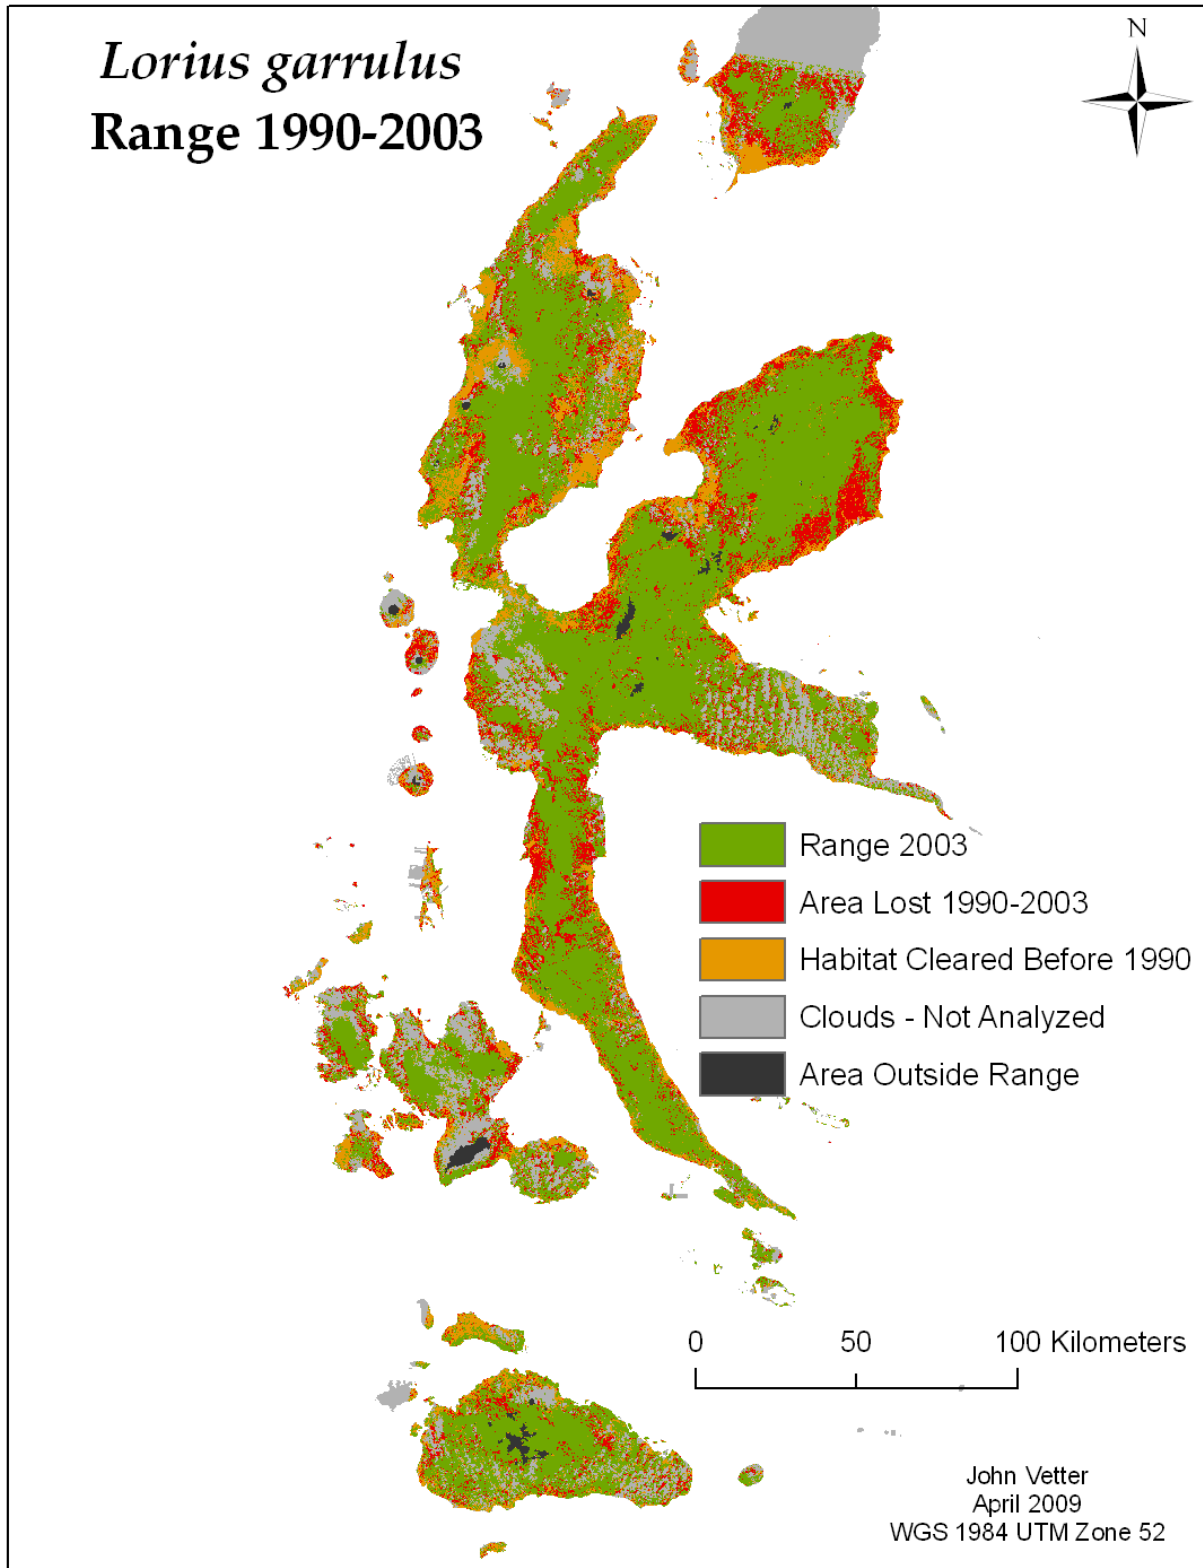 Lorius garrulus
Range 1990-2003
N
Range 2003
Area Lost 1990-2003
Habitat Cleared Before 1990
Clouds - Not Analyzed
Area Outside Range
0 50 100 Kilometers
John Vetter
April 2009
WGS 1984 UTM Zone 52